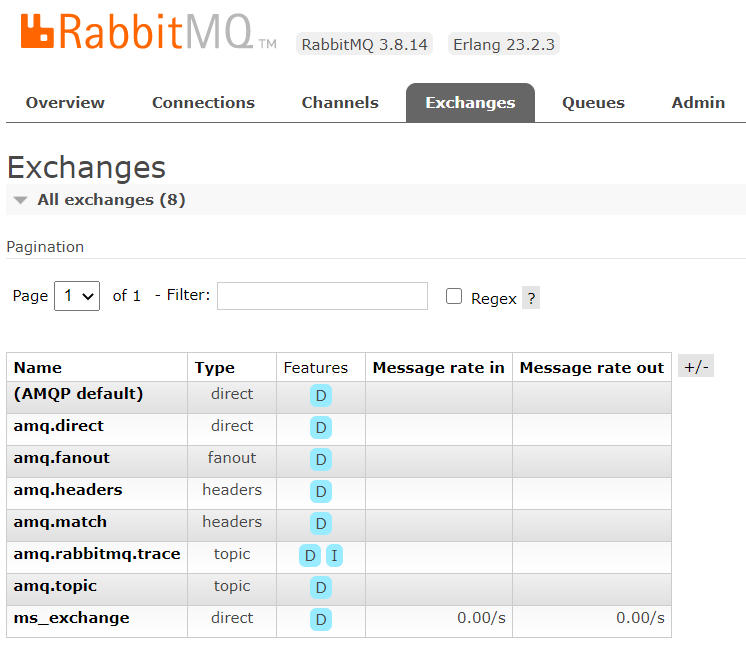 RabbitMQ TM RabbitMQ 3.8.14 Erlang 23.2.3
Overview Connections Channels Exchanges Queues Admin
Exchanges
All exchanges (8)
Pagination
Page 1 of 1 - Filter: Regex ?
Name Type Features Message rate in Message rate out +/-
(AMQP default) direct D
amq.direct direct D
amq.fanout fanout D
amq.headers headers D
amq.match headers D
amq.rabbitmq.trace topic D I
amq.topic topic D
ms_exchange direct D 0.00/s 0.00/s